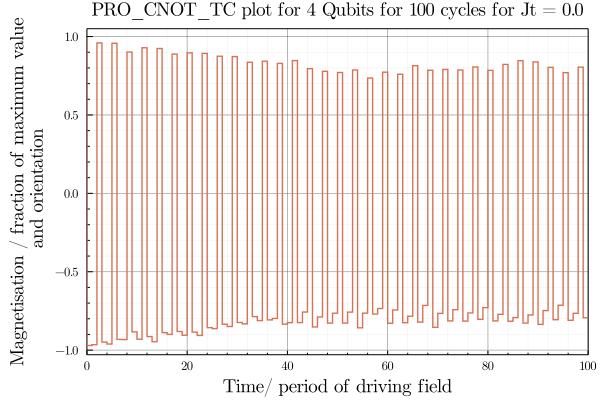 PRO_CNOT_TC plot for 4 Qubits for 100 cycles for Jt = 0.0
Magnetisation / fraction of maximum value
and orientation
1.0
0.5
0.0
−0.5
−1.0
0 20 40 60 80 100
Time/ period of driving field